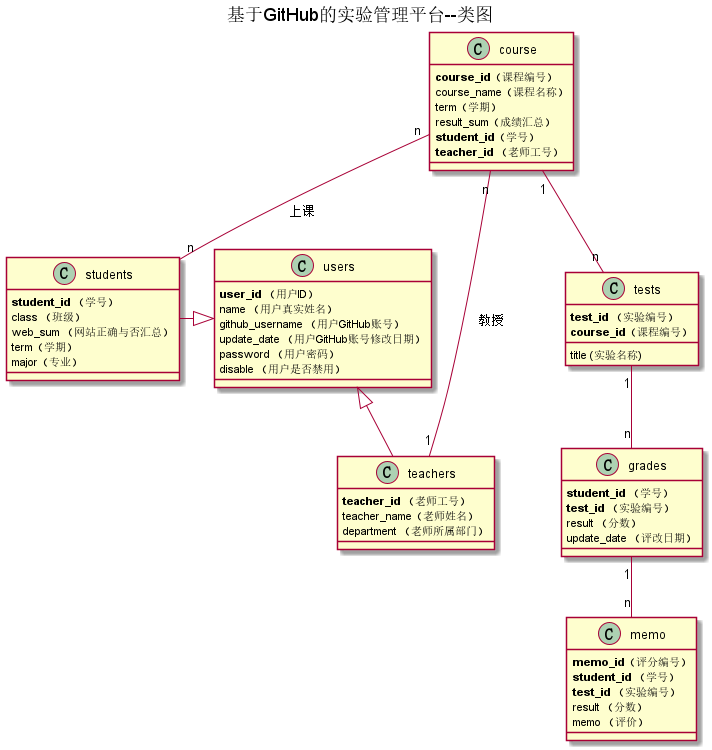 基于GitHub的实验管理平台--类图
C course
course_id（课程编号）
course_name（课程名称）
term（学期）
result_sum（成绩汇总）
student_id（学号）
teacher_id （老师工号）
n
n
1
上课
n
n
C students
student_id （学号）
class （班级）
web_sum （网站正确与否汇总）
term（学期）
major（专业）
C users
user_id （用户ID）
name （用户真实姓名）
github_username （用户GitHub账号）
update_date （用户GitHub账号修改日期）
password （用户密码）
disable （用户是否禁用）
教授
C tests
test_id （实验编号）
course_id（课程编号）
title (实验名称)
1
n
1
C teachers
teacher_id （老师工号）
teacher_name（老师姓名）
department （老师所属部门）
C grades
student_id （学号）
test_id （实验编号）
result （分数）
update_date （评改日期）
1
n
C memo
memo_id（评分编号）
student_id （学号）
test_id （实验编号）
result （分数）
memo （评价）